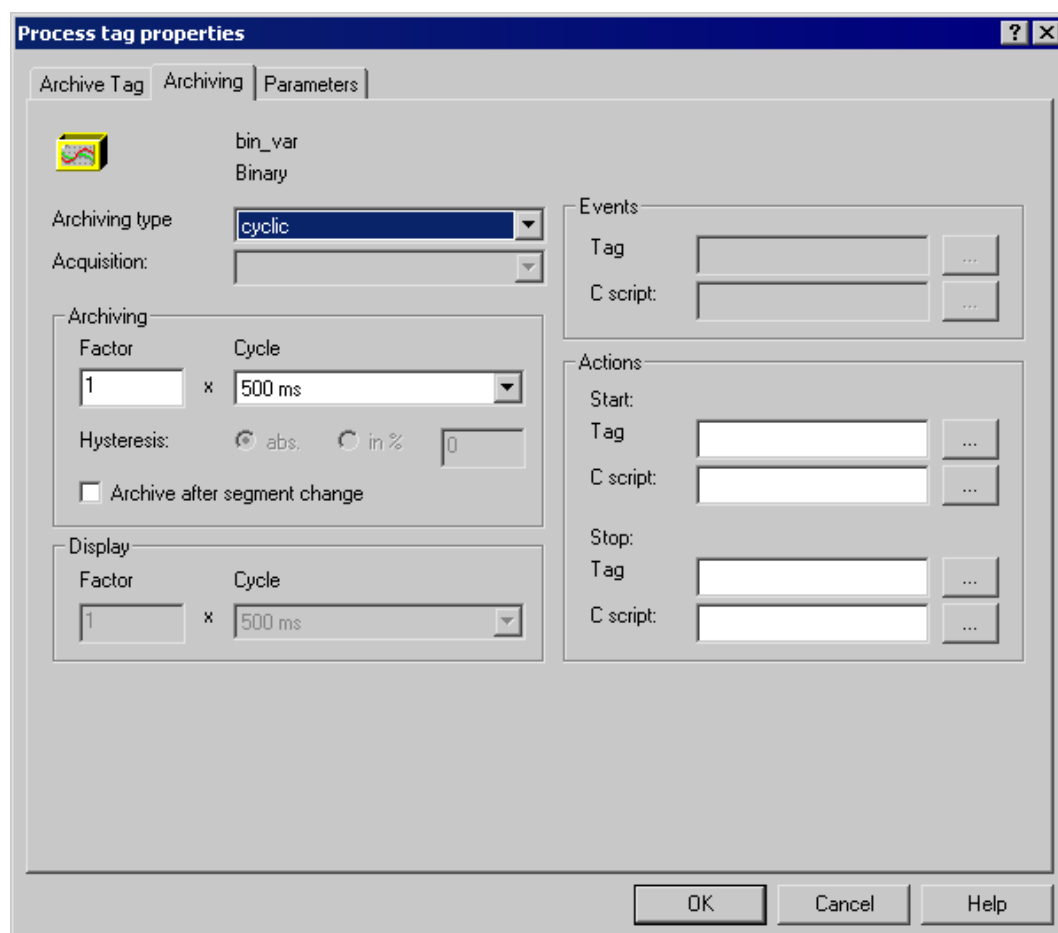 Process tag properties
Archive Tag
Archiving
Parameters
bin_var
Binary
Archiving type
cyclic
Acquisition:
Archiving
Factor
Cycle
1
x
500 ms
Hysteresis:
abs.
in %
0
Archive after segment change
Display
Factor
Cycle
1
x
500 ms
Events
Tag
...
C script:
...
Actions
Start:
Tag
...
C script:
...
Stop:
Tag
...
C script:
...
OK
Cancel
Help